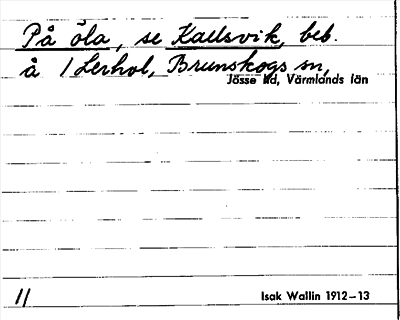 På öla, se Kallsvik, beb.
å 1 Lerhol, Brunskogs sn,
Jösse hd, Värmlands län
11 Isak Wallin 1912–13